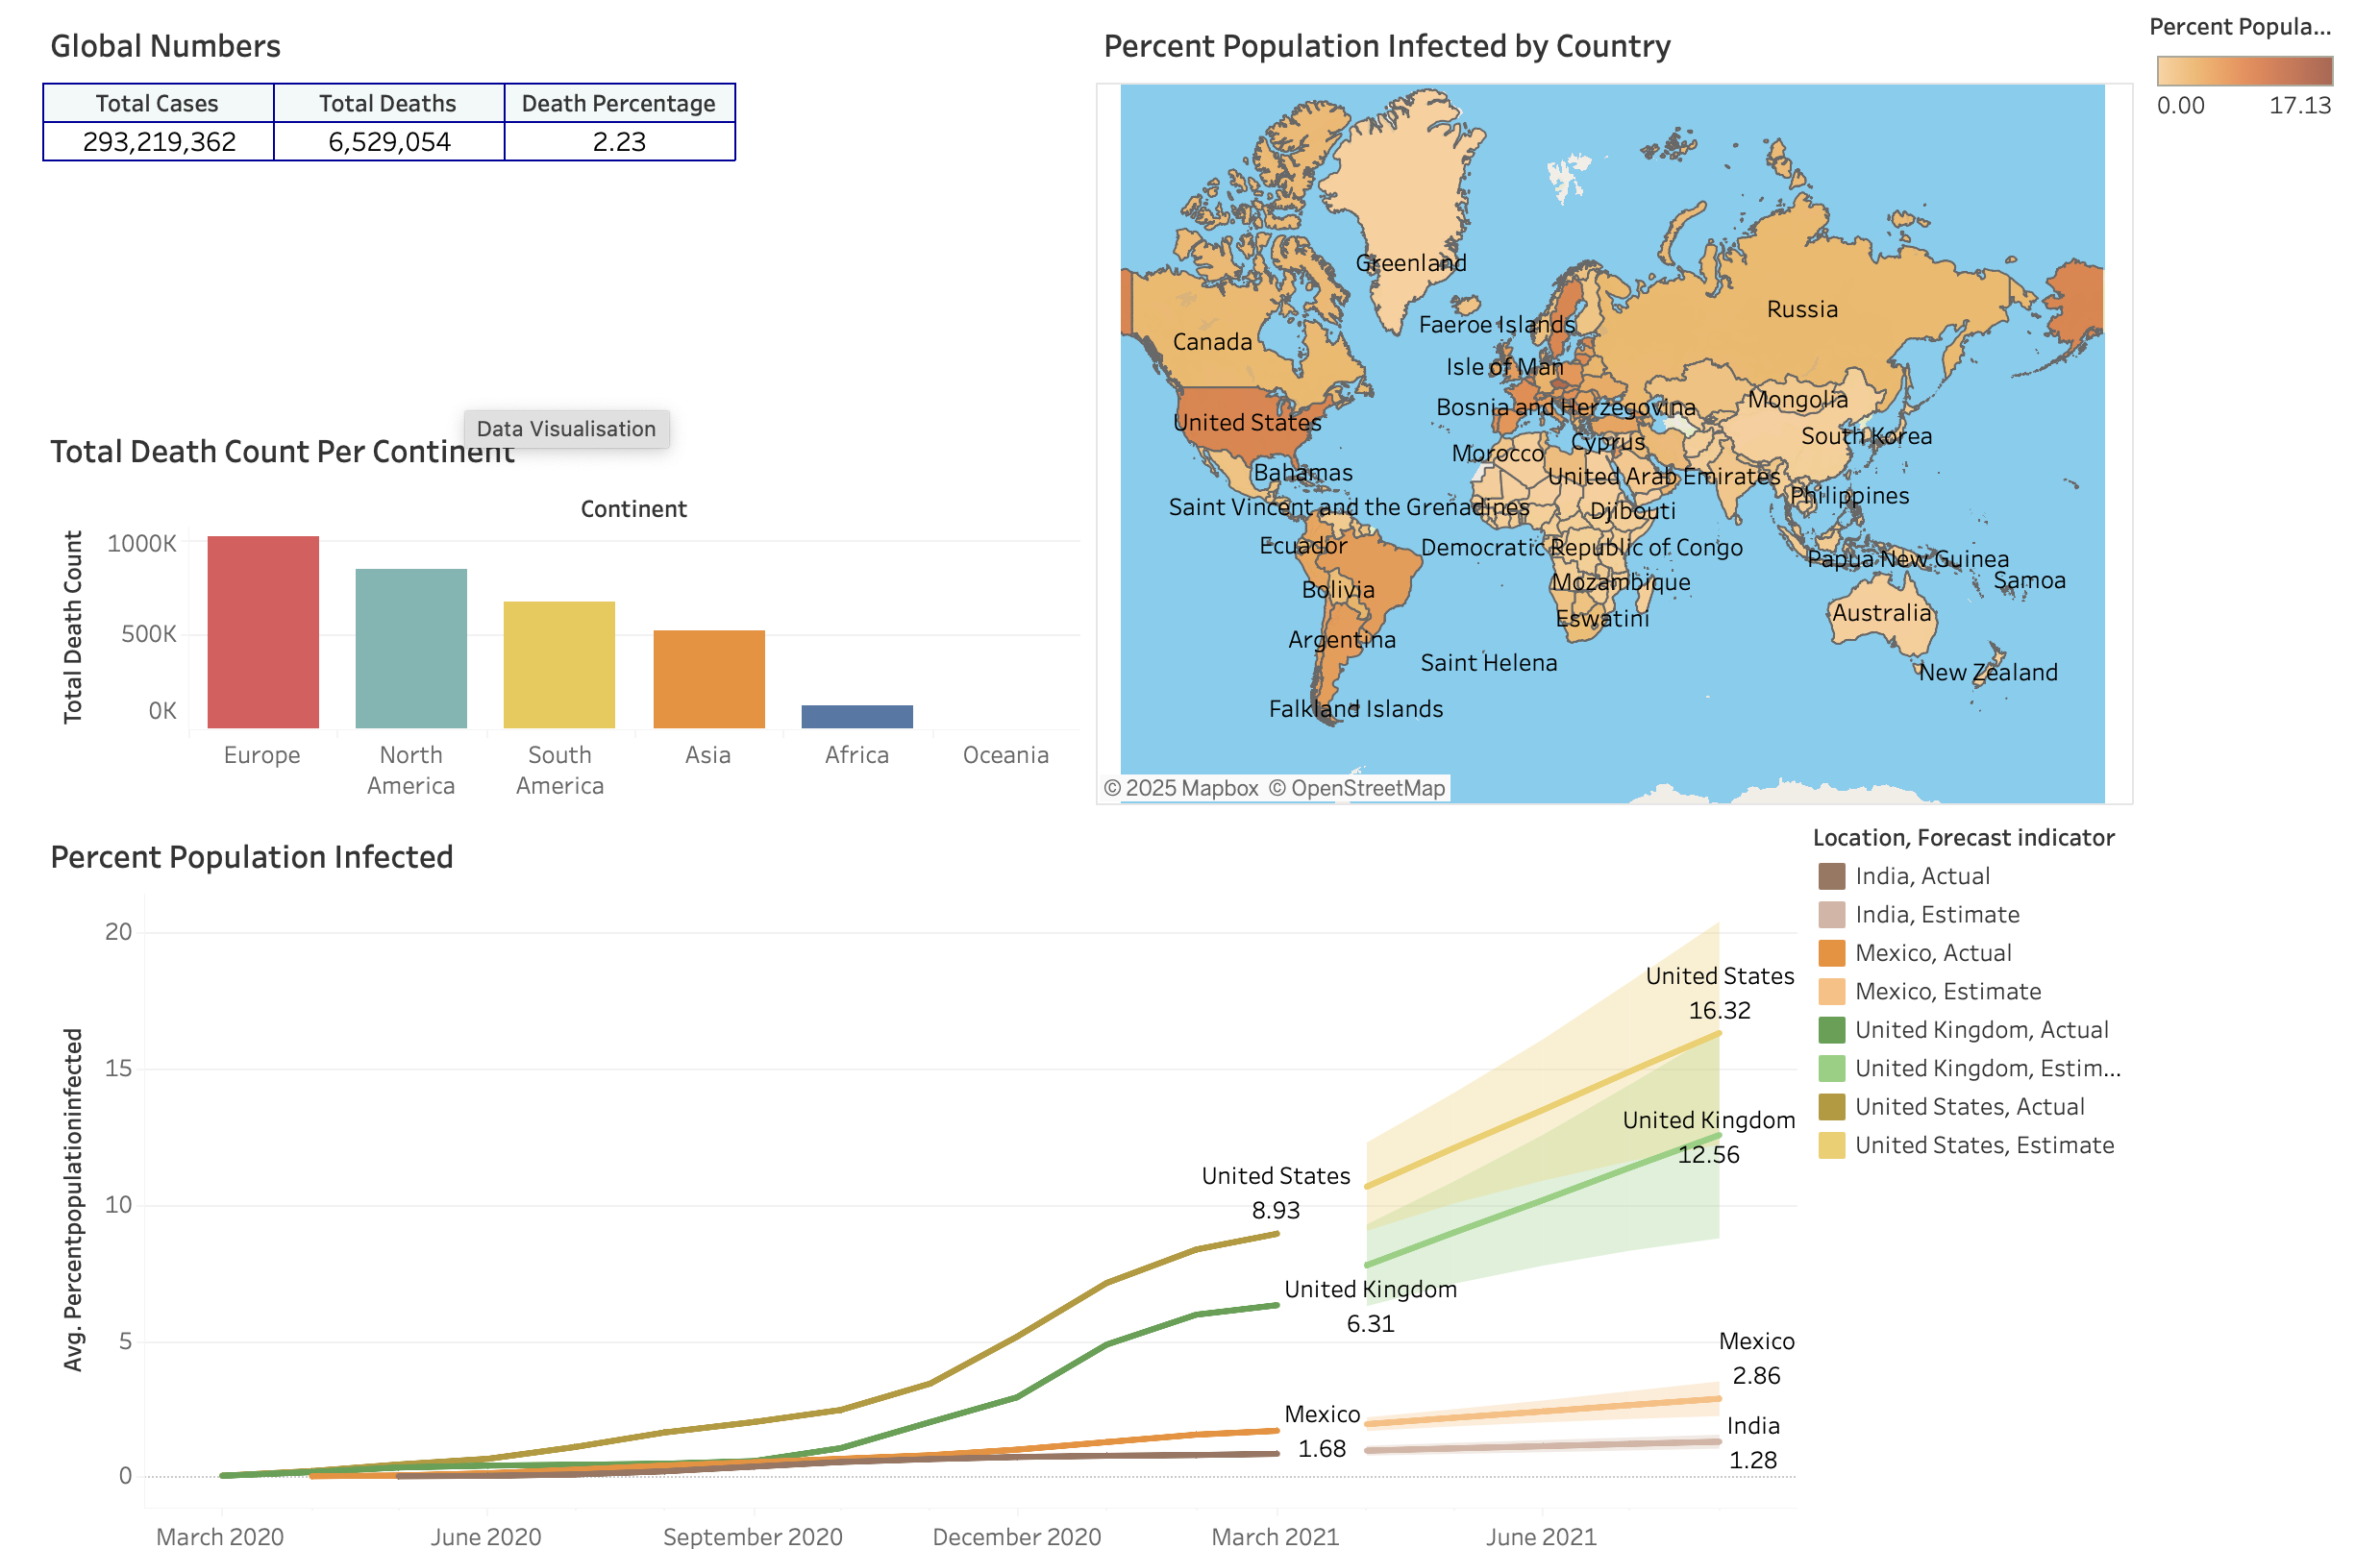 Global Numbers
Total Cases Total Deaths Death Percentage
293,219,362 6,529,054 2.23
Data Visualisation
Total Death Count Per Continent
Continent
Total Death Count
1000K
500K
0K
Europe
North
America
South
America
Asia
Africa
Oceania
Percent Population Infected by Country
Greenland
Russia
Faeroe Islands
Canada
Isle of Man
Mongolia
Bosnia and Herzegovina
United States
South Korea
Cyprus
Morocco
Bahamas
United Arab Emirates
Philippines
Saint Vincent and the Grenadines
Djibouti
Ecuador
Democratic Republic of Congo
Papua New Guinea
Samoa
Mozambique
Bolivia
Australia
Eswatini
Argentina
Saint Helena
New Zealand
Falkland Islands
© 2025 Mapbox © OpenStreetMap
Percent Popula...
0.00 17.13
Percent Population Infected
Avg. Percentpopulationinfected
20
15
10
5
0
United States
16.32
United Kingdom
12.56
United States
8.93
United Kingdom
6.31
Mexico
2.86
Mexico
1.68
India
1.28
March 2020 June 2020 September 2020 December 2020 March 2021 June 2021
Location, Forecast indicator
India, Actual
India, Estimate
Mexico, Actual
Mexico, Estimate
United Kingdom, Actual
United Kingdom, Estim...
United States, Actual
United States, Estimate